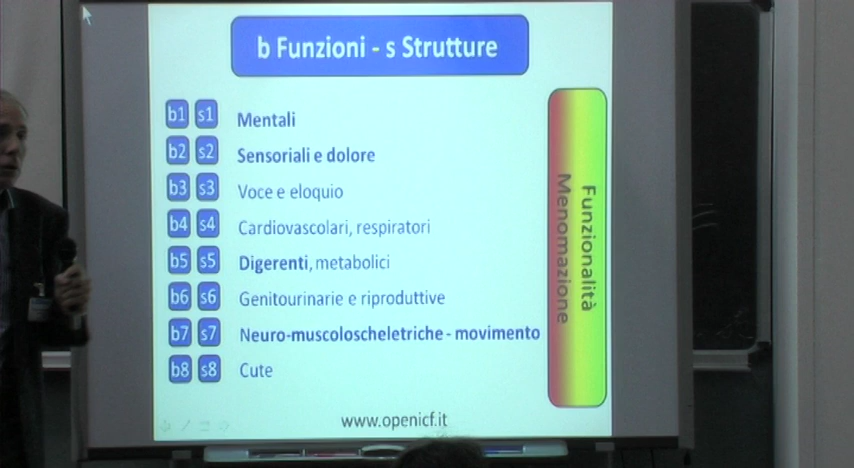 b Funzioni - s Strutture
b1 s1 Mentali
b2 s2 Sensoriali e dolore
b3 s3 Voce e eloquio
b4 s4 Cardiovascolari, respiratori
b5 s5 Digerenti, metabolici
b6 s6 Genitourinarie e riproduttive
b7 s7 Neuro-muscoloscheletriche - movimento
b8 s8 Cute
Funzionalità
Menomazione
www.openicf.it